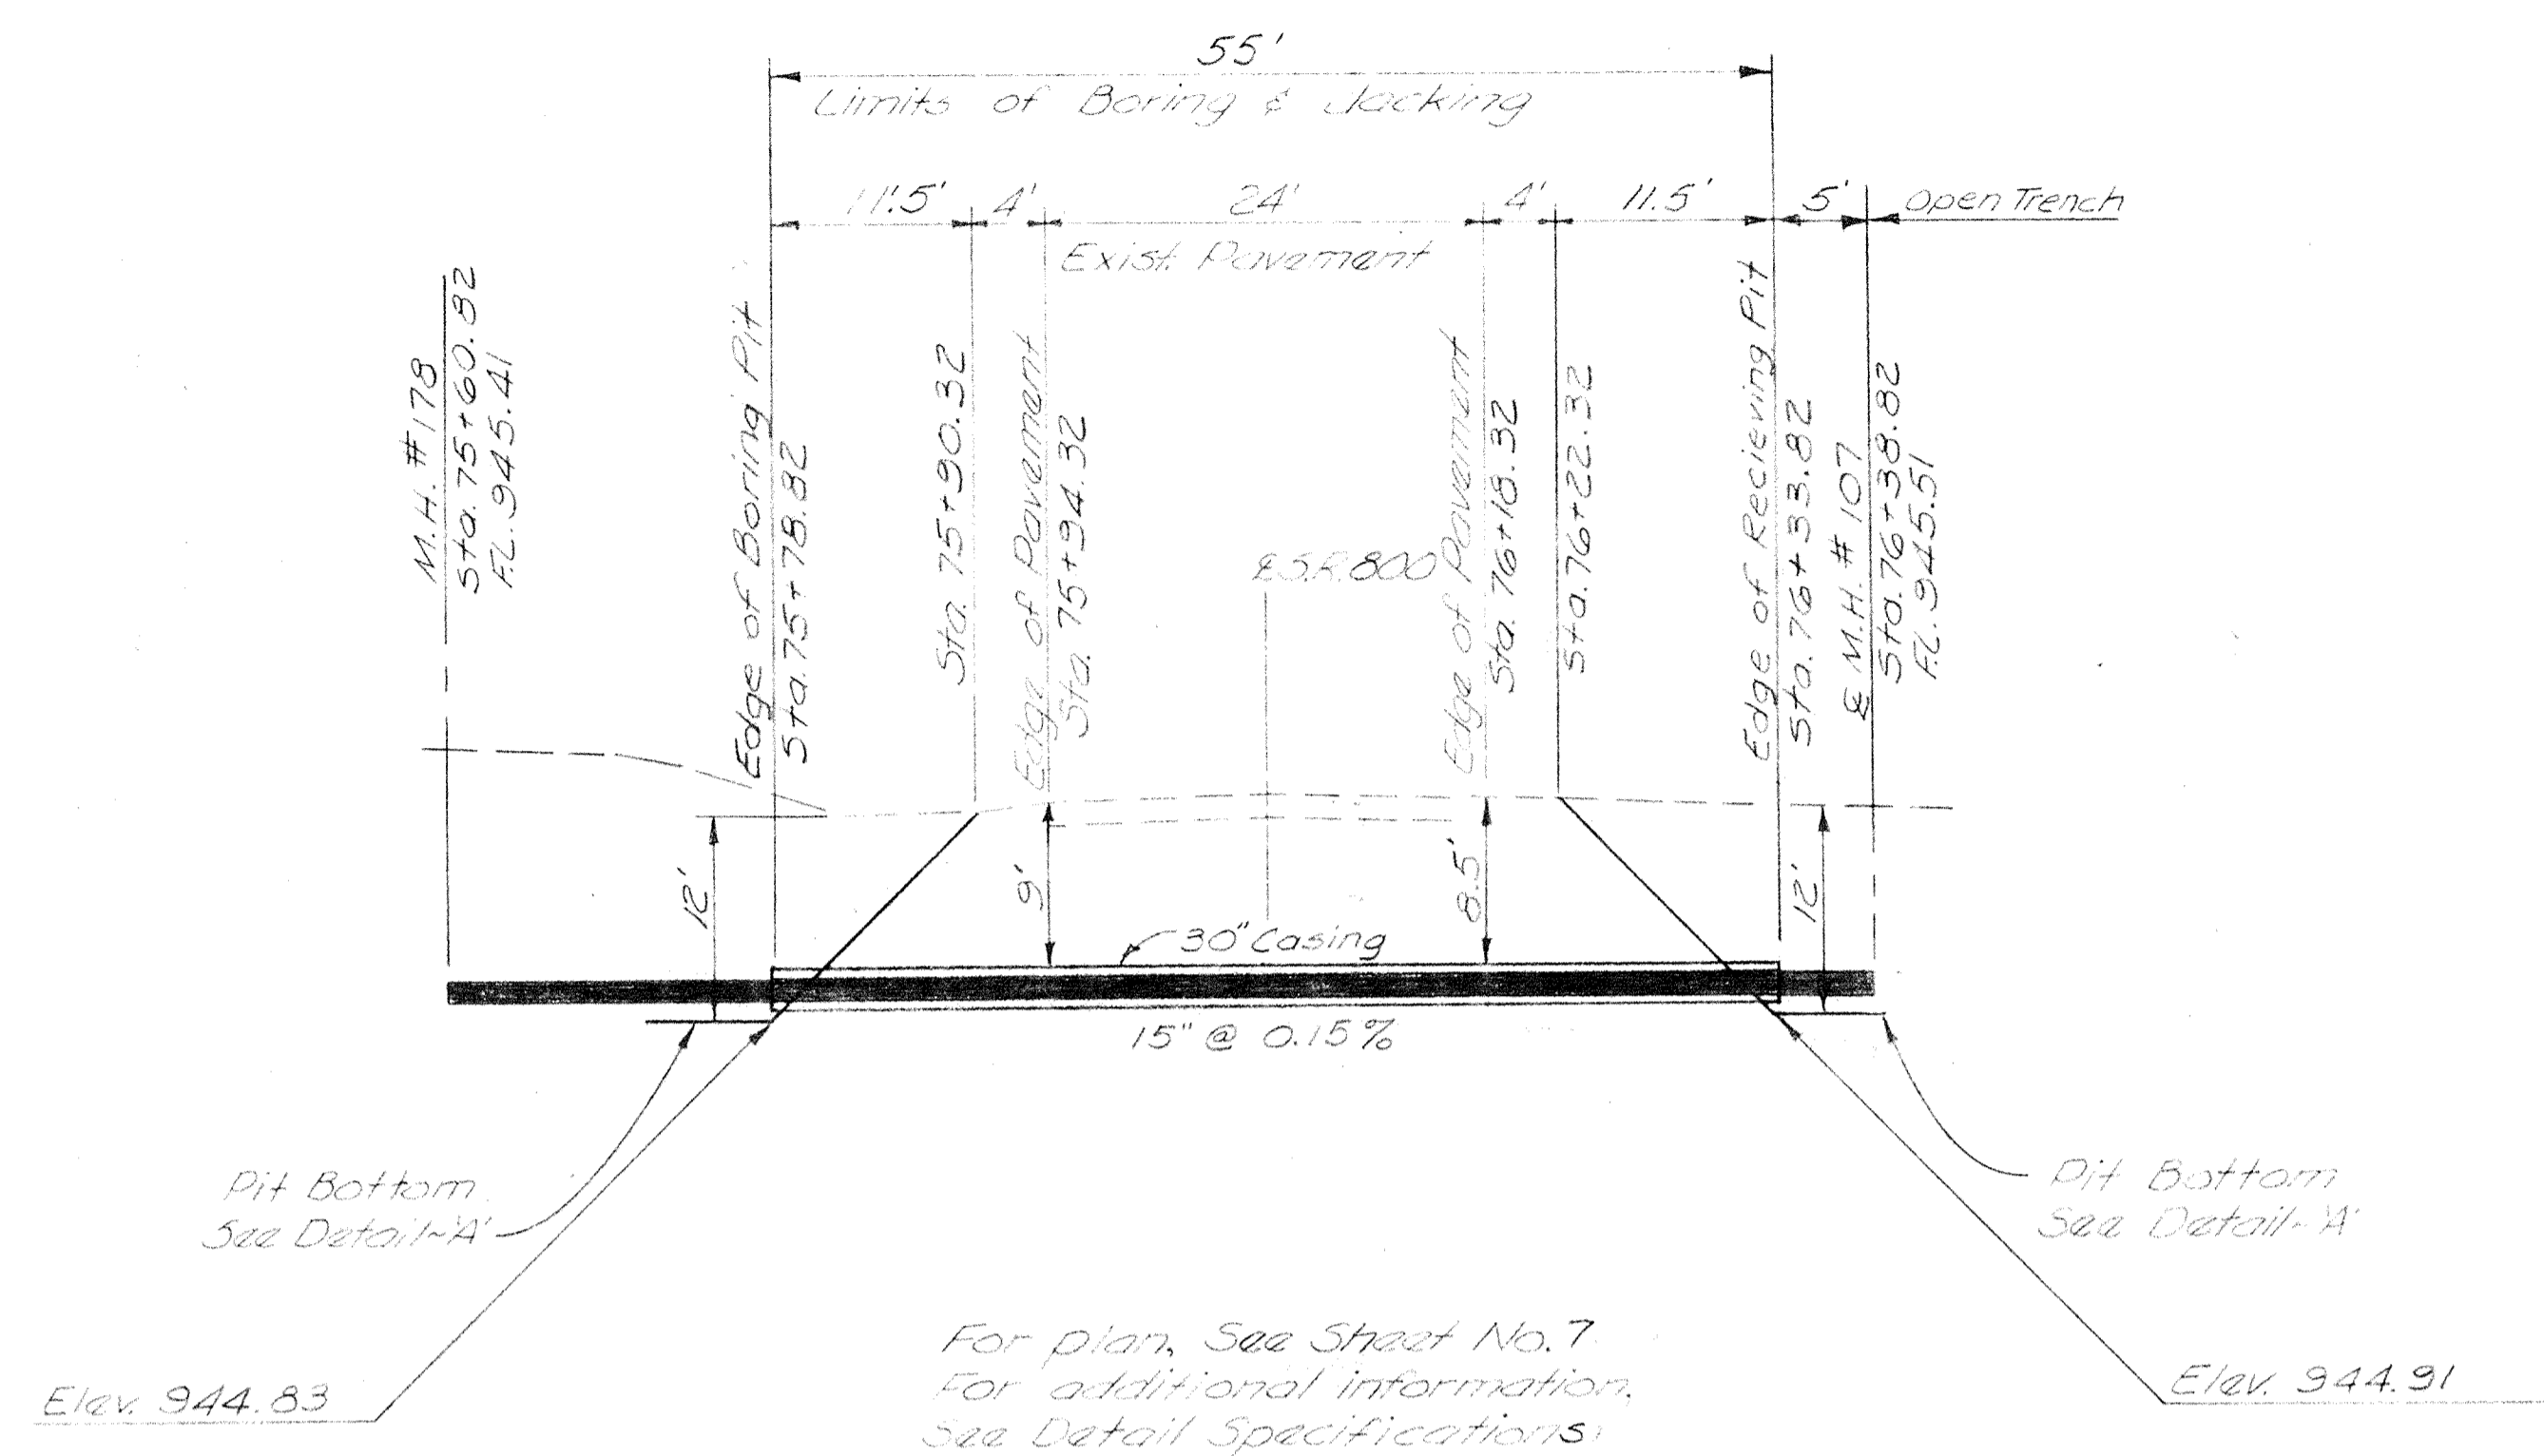 55'
Limits of Boring & Jacking
11.5'
4'
24'
4'
11.5'
5'
Open Trench
Exist. Pavement
M.H. #178
Sta. 75+60.82
F.L. 945.41
Edge of Boring Pit
Sta. 75+78.82
Sta. 75+90.32
Edge of Pavement
Sta. 75+94.32
℄ S.R. 800
Edge of Pavement
Sta. 76+18.32
Sta. 76+22.32
Edge of Recieving Pit
Sta. 76+33.82
℄ M.H. #107
Sta. 76+38.82
F.L. 945.51
12'
9'
8.5'
12'
30" Casing
15" @ 0.15%
Pit Bottom
See Detail~'A'
Pit Bottom
See Detail~'A'
Elev. 944.83
Elev. 944.91
For plan, See Sheet No. 7
For additional information,
See Detail Specifications